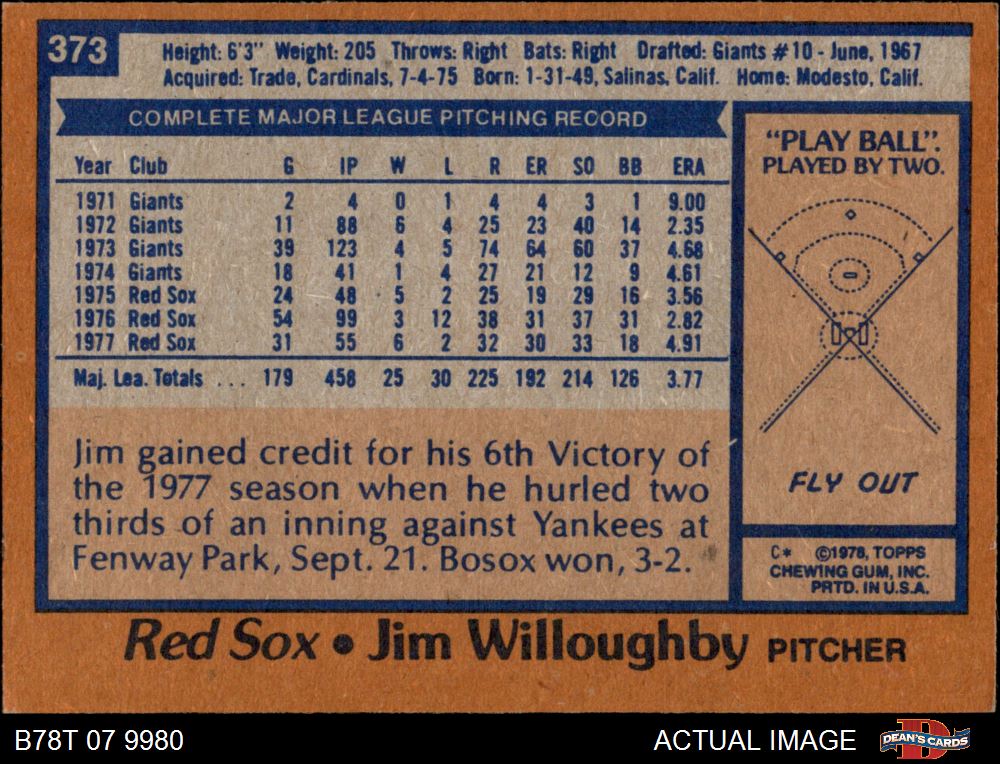 373
Height: 6'3" Weight: 205 Throws: Right Bats: Right Drafted: Giants #10 - June, 1967
Acquired: Trade, Cardinals, 7-4-75 Born: 1-31-49, Salinas, Calif. Home: Modesto, Calif.
COMPLETE MAJOR LEAGUE PITCHING RECORD
Year Club G IP W L R ER SO BB ERA
1971 Giants 2 4 0 1 4 4 3 1 9.00
1972 Giants 11 88 6 4 25 23 40 14 2.35
1973 Giants 39 123 4 5 74 64 60 37 4.68
1974 Giants 18 41 1 4 27 21 12 9 4.61
1975 Red Sox 24 48 5 2 25 19 29 16 3.56
1976 Red Sox 54 99 3 12 38 31 37 31 2.82
1977 Red Sox 31 55 6 2 32 30 33 18 4.91
Maj. Lea. Totals ... 179 458 25 30 225 192 214 126 3.77
Jim gained credit for his 6th Victory of
the 1977 season when he hurled two
thirds of an inning against Yankees at
Fenway Park, Sept. 21. Bosox won, 3-2.
"PLAY BALL":
PLAYED BY TWO.
FLY OUT
C* ©1978, TOPPS
CHEWING GUM, INC.
PRTD. IN U.S.A.
Red Sox • Jim Willoughby PITCHER
B78T 07 9980
ACTUAL IMAGE
D
DEAN'S CARDS